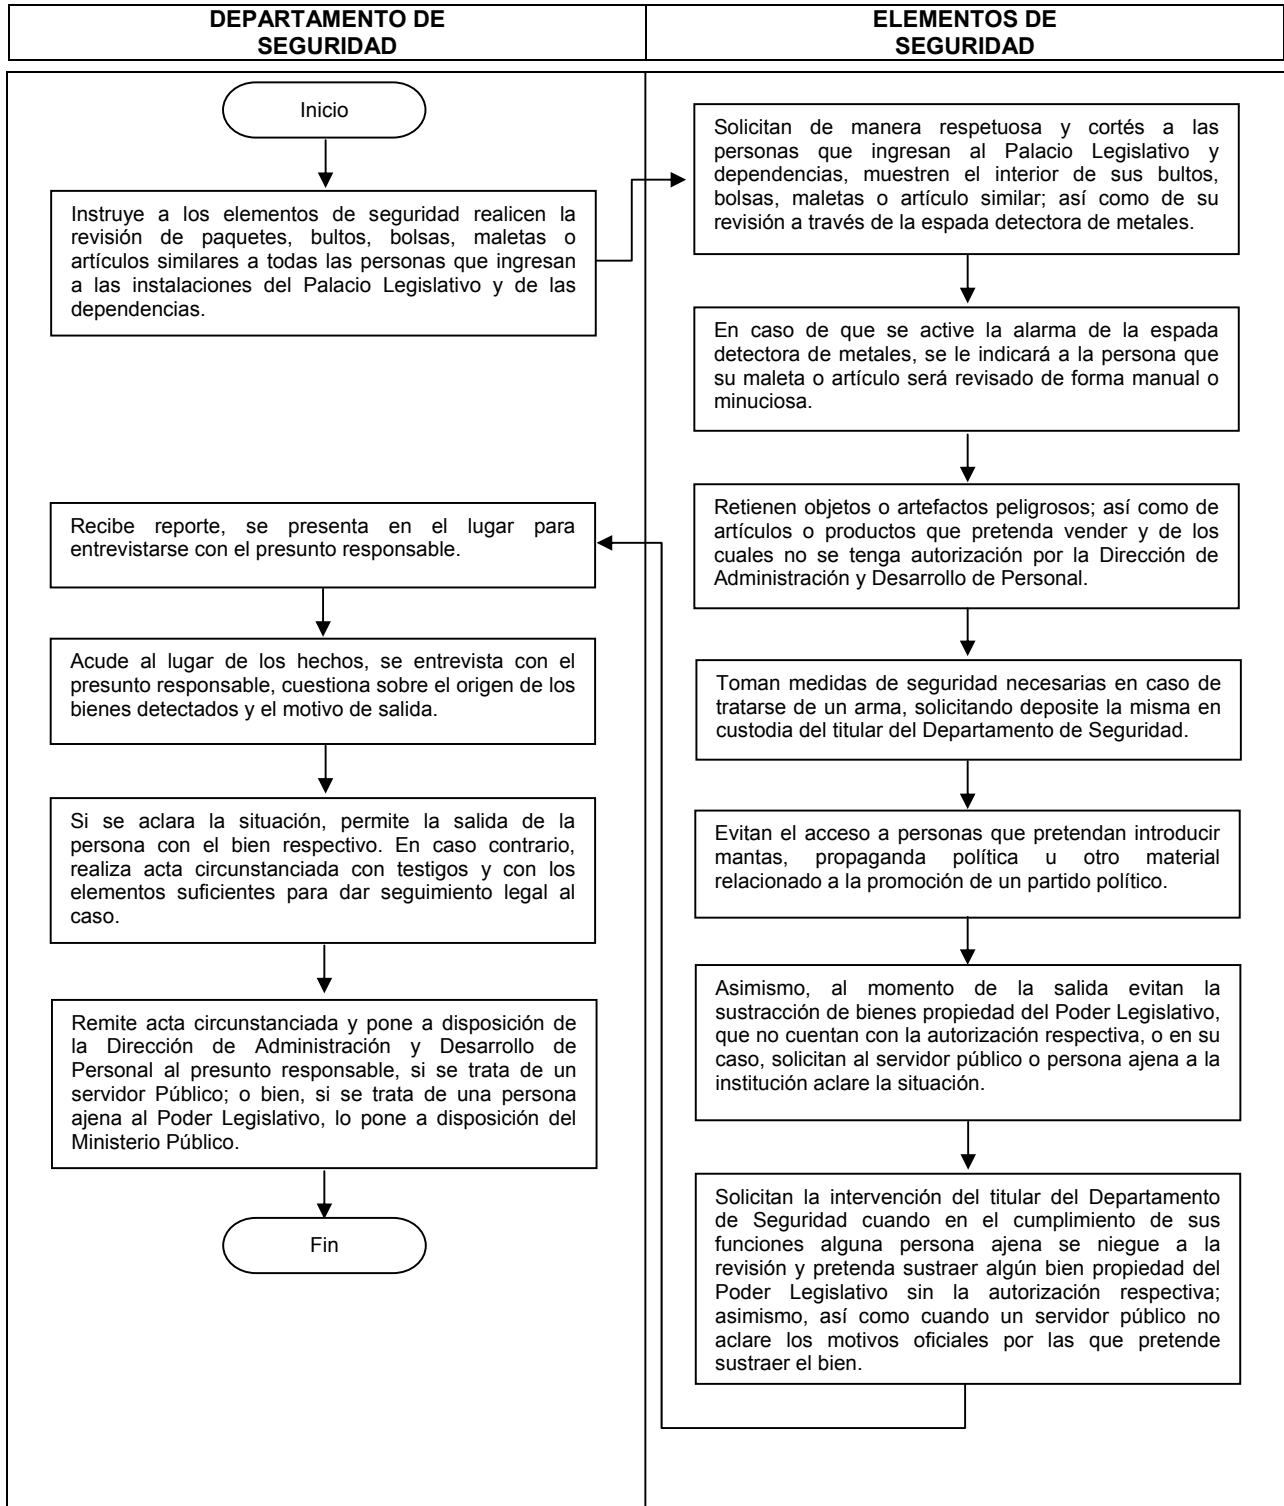 DEPARTAMENTO DE
SEGURIDAD
ELEMENTOS DE
SEGURIDAD
Inicio
Instruye a los elementos de seguridad realicen la
revisión de paquetes, bultos, bolsas, maletas o
artículos similares a todas las personas que ingresan
a las instalaciones del Palacio Legislativo y de las
dependencias.
Solicitan de manera respetuosa y cortés a las
personas que ingresan al Palacio Legislativo y
dependencias, muestren el interior de sus bultos,
bolsas, maletas o artículo similar; así como de su
revisión a través de la espada detectora de metales.
En caso de que se active la alarma de la espada
detectora de metales, se le indicará a la persona que
su maleta o artículo será revisado de forma manual o
minuciosa.
Retienen objetos o artefactos peligrosos; así como de
artículos o productos que pretenda vender y de los
cuales no se tenga autorización por la Dirección de
Administración y Desarrollo de Personal.
Toman medidas de seguridad necesarias en caso de
tratarse de un arma, solicitando deposite la misma en
custodia del titular del Departamento de Seguridad.
Evitan el acceso a personas que pretendan introducir
mantas, propaganda política u otro material
relacionado a la promoción de un partido político.
Asimismo, al momento de la salida evitan la
sustracción de bienes propiedad del Poder Legislativo,
que no cuentan con la autorización respectiva, o en su
caso, solicitan al servidor público o persona ajena a la
institución aclare la situación.
Solicitan la intervención del titular del Departamento
de Seguridad cuando en el cumplimiento de sus
funciones alguna persona ajena se niegue a la
revisión y pretenda sustraer algún bien propiedad del
Poder Legislativo sin la autorización respectiva;
asimismo, así como cuando un servidor público no
aclare los motivos oficiales por las que pretende
sustraer el bien.
Recibe reporte, se presenta en el lugar para
entrevistarse con el presunto responsable.
Acude al lugar de los hechos, se entrevista con el
presunto responsable, cuestiona sobre el origen de los
bienes detectados y el motivo de salida.
Si se aclara la situación, permite la salida de la
persona con el bien respectivo. En caso contrario,
realiza acta circunstanciada con testigos y con los
elementos suficientes para dar seguimiento legal al
caso.
Remite acta circunstanciada y pone a disposición de
la Dirección de Administración y Desarrollo de
Personal al presunto responsable, si se trata de un
servidor Público; o bien, si se trata de una persona
ajena al Poder Legislativo, lo pone a disposición del
Ministerio Público.
Fin